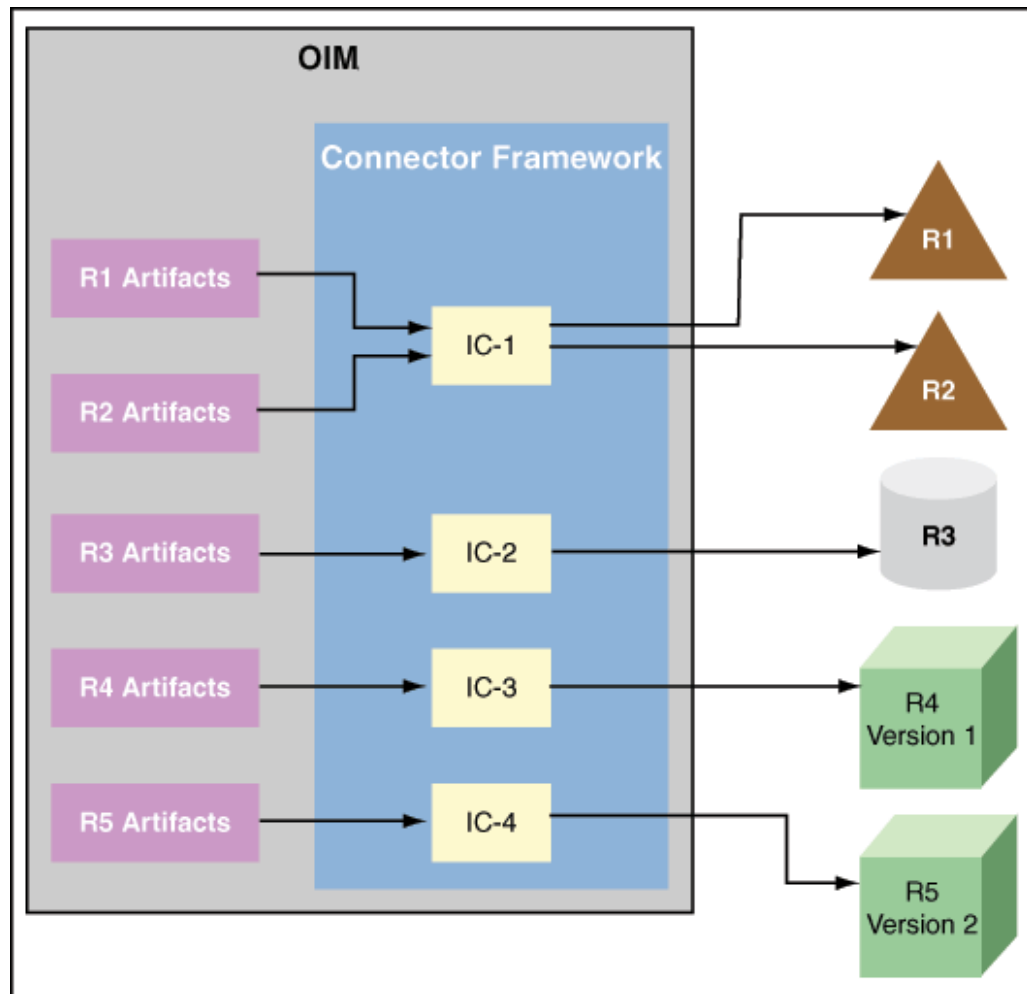 OIM
Connector Framework
R1 Artifacts
R2 Artifacts
R3 Artifacts
R4 Artifacts
R5 Artifacts
IC-1
IC-2
IC-3
IC-4
R1
R2
R3
R4
Version 1
R5
Version 2